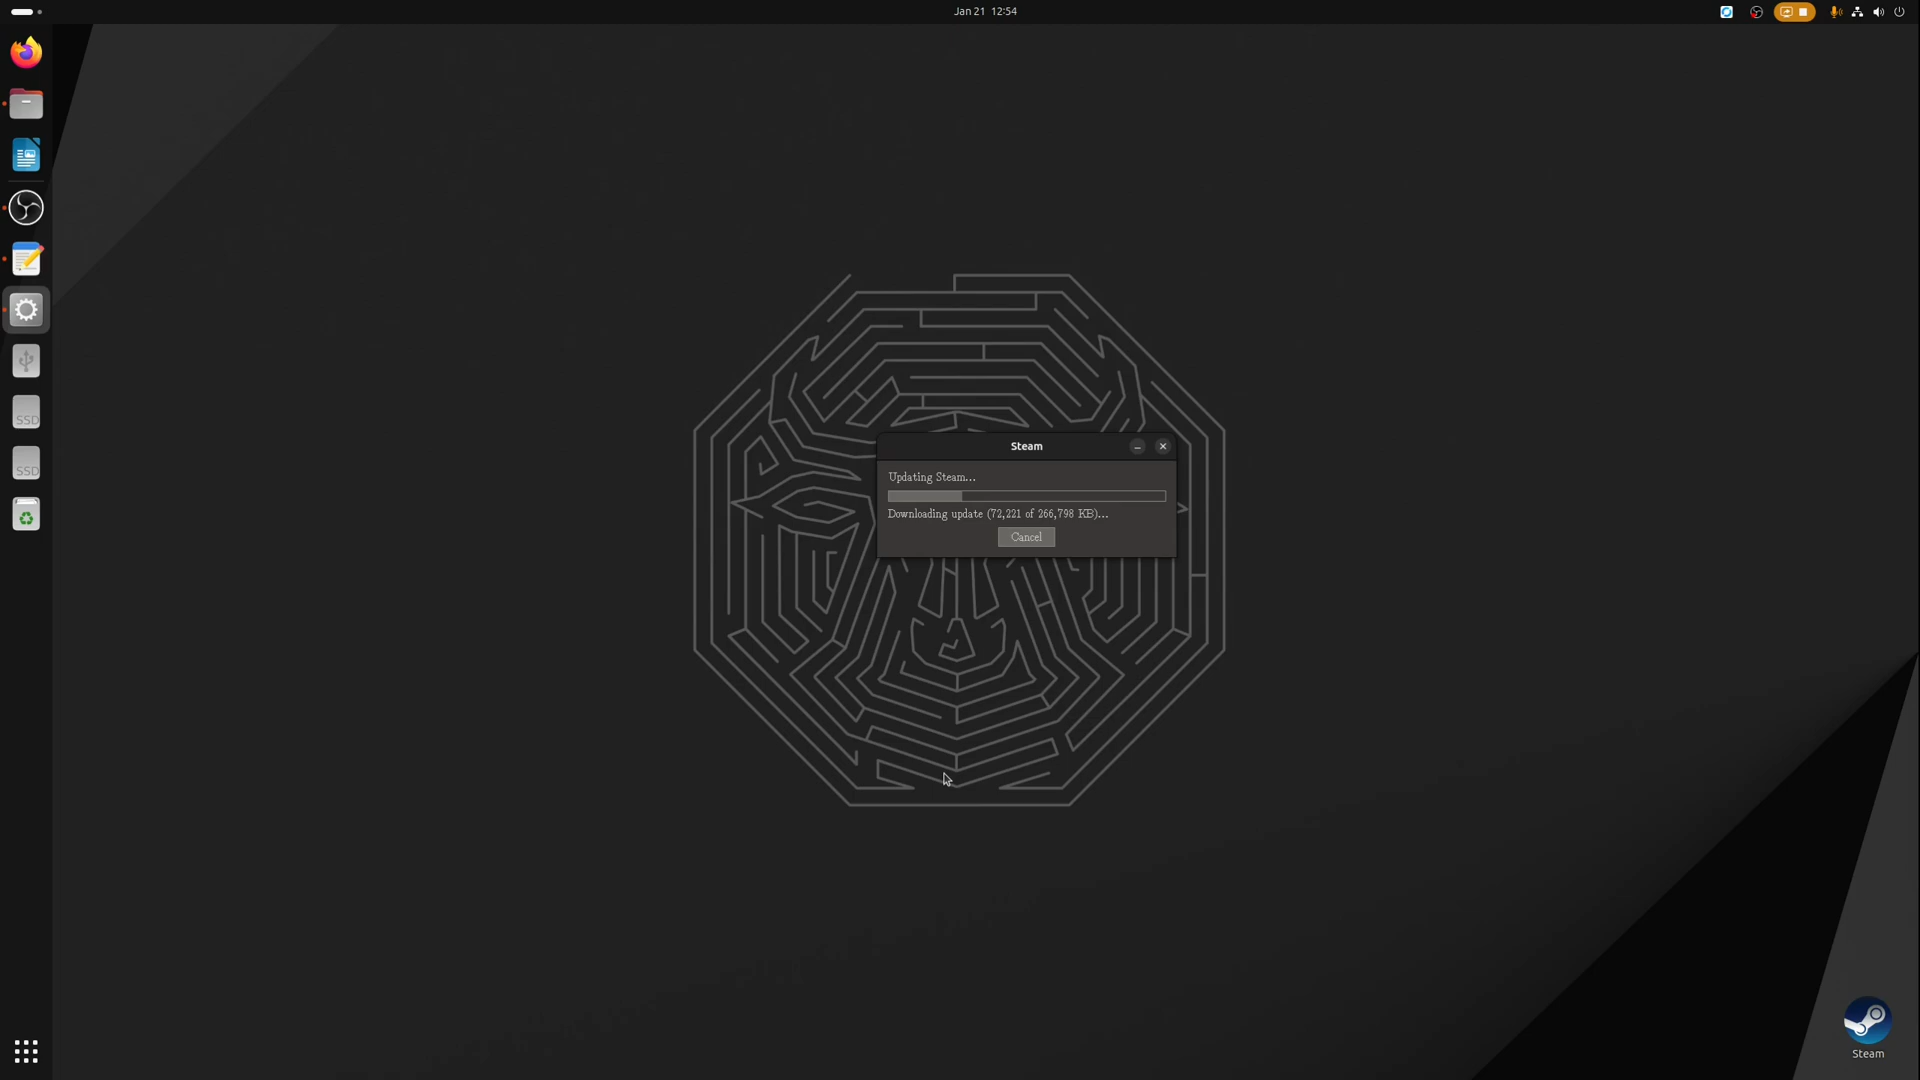 Jan 21 12:54
Steam
Updating Steam...
Downloading update (72,221 of 266,798 KB)...
Cancel
SSD
SSD
Steam